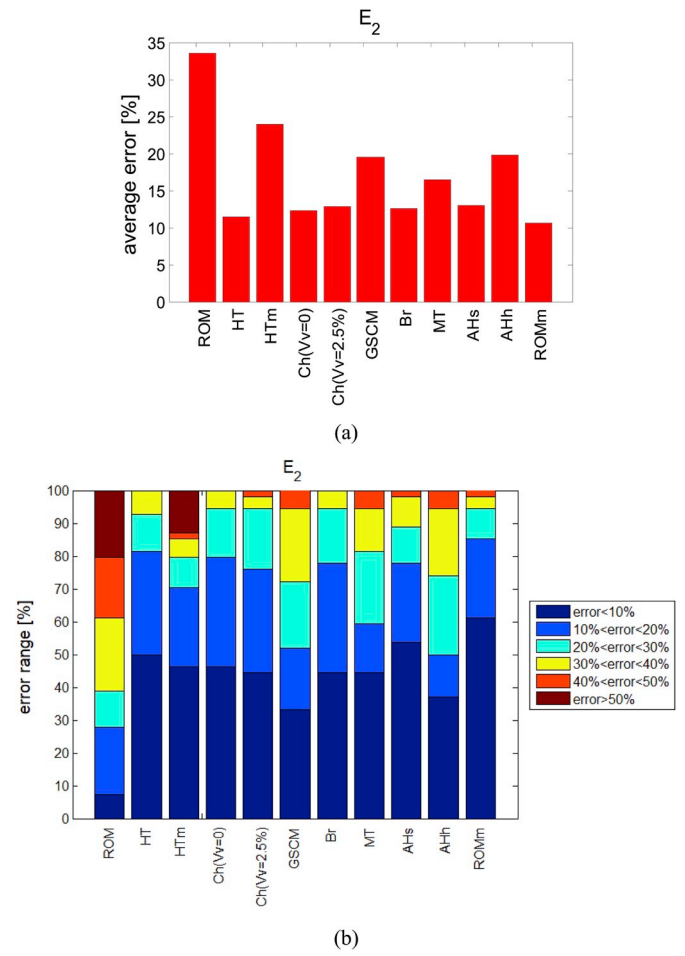 E2
average error [%]
35
30
25
20
15
10
5
0
ROM
HT
HTm
Ch(Vv=0)
Ch(Vv=2.5%)
GSCM
Br
MT
AHs
AHh
ROMm
(a)
E2
error range [%]
100
90
80
70
60
50
40
30
20
10
0
ROM
HT
HTm
Ch(Vv=0)
Ch(Vv=2.5%)
GSCM
Br
MT
AHs
AHh
ROMm
error<10%
10%<error<20%
20%<error<30%
30%<error<40%
40%<error<50%
error>50%
(b)